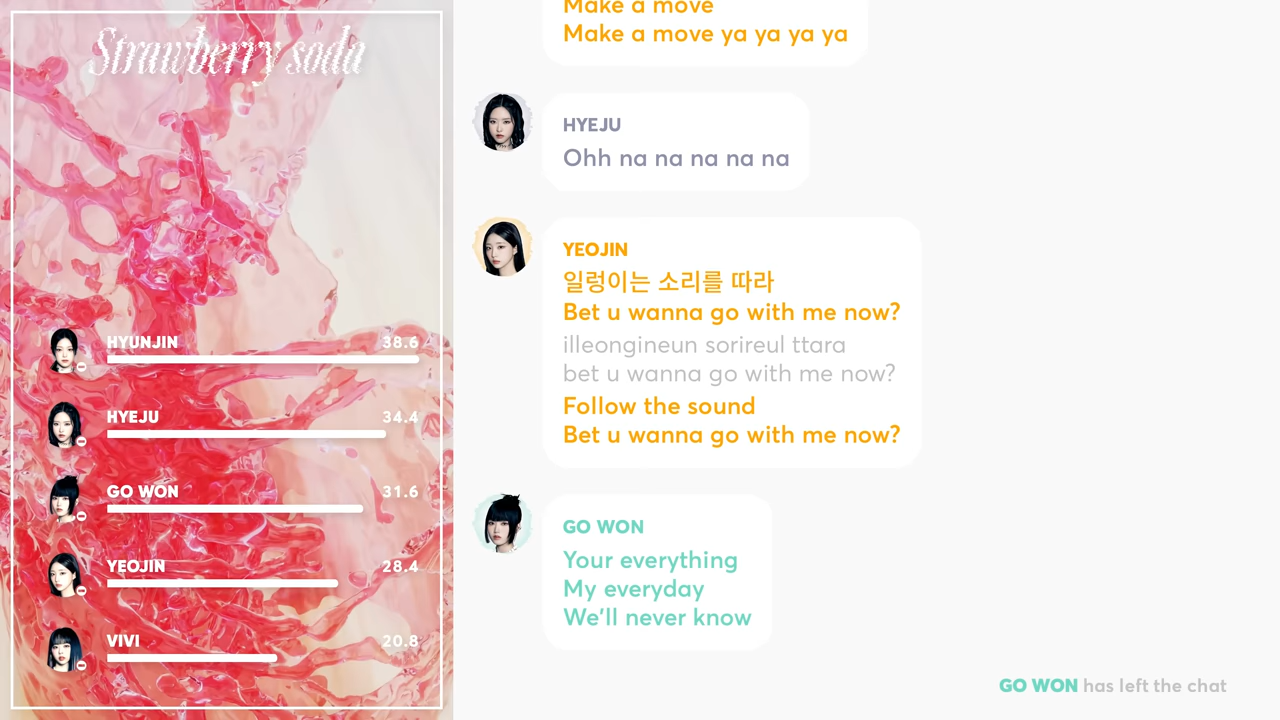 Strawberry soda
HYUNJIN 38.6
HYEJU 34.4
GO WON 31.6
YEOJIN 28.4
VIVI 20.8
Make a move
Make a move ya ya ya ya
HYEJU
Ohh na na na na na
YEOJIN
일렁이는 소리를 따라
Bet u wanna go with me now?
illeongineun sorireul ttara
bet u wanna go with me now?
Follow the sound
Bet u wanna go with me now?
GO WON
Your everything
My everyday
We'll never know
GO WON has left the chat